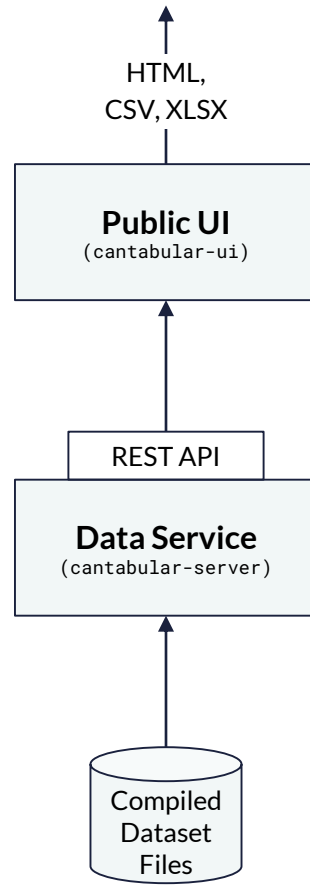 HTML,
CSV, XLSX
Public UI
(cantabular-ui)
REST API
Data Service
(cantabular-server)
Compiled
Dataset
Files